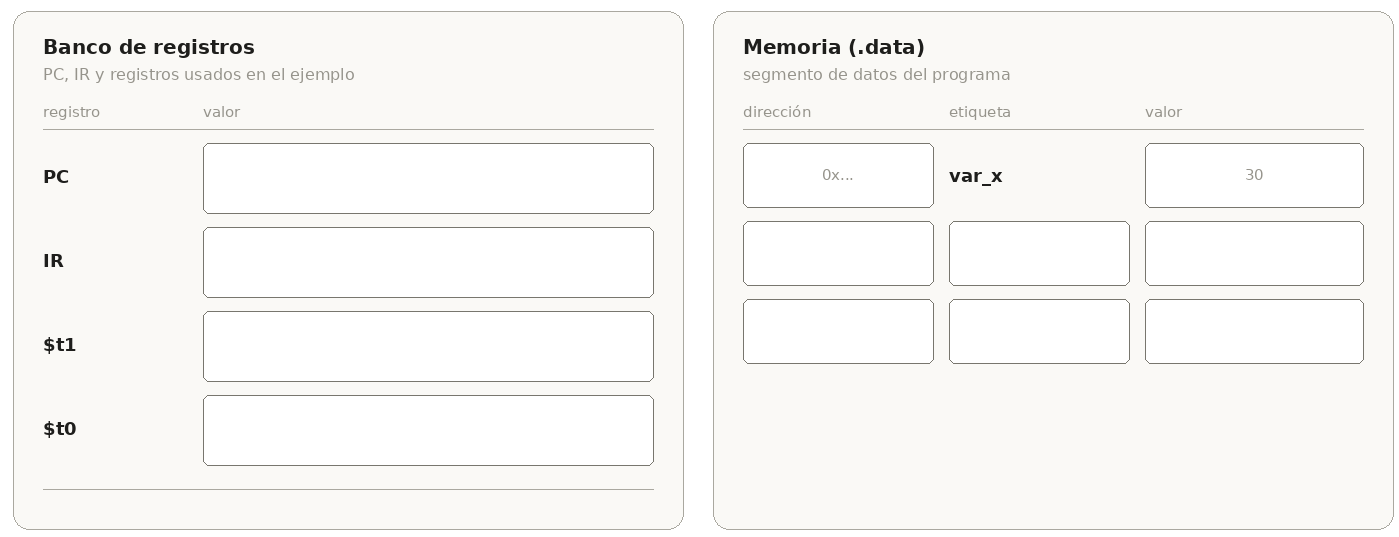 Banco de registros
PC, IR y registros usados en el ejemplo
registro valor
PC
IR
$t1
$t0
Memoria (.data)
segmento de datos del programa
dirección etiqueta valor
0x... var_x 30